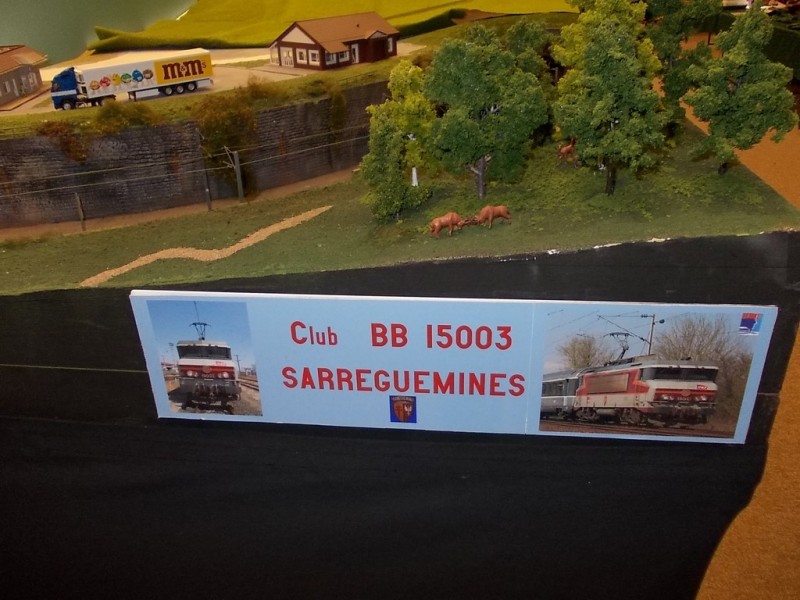 m&m's
Club BB 15003
SARREGUEMINES